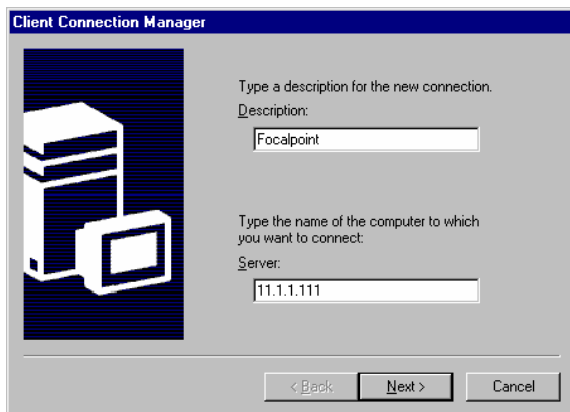 Client Connection Manager
Type a description for the new connection.
Description:
Focalpoint
Type the name of the computer to which
you want to connect:
Server:
11.1.1.111
< Back
Next >
Cancel